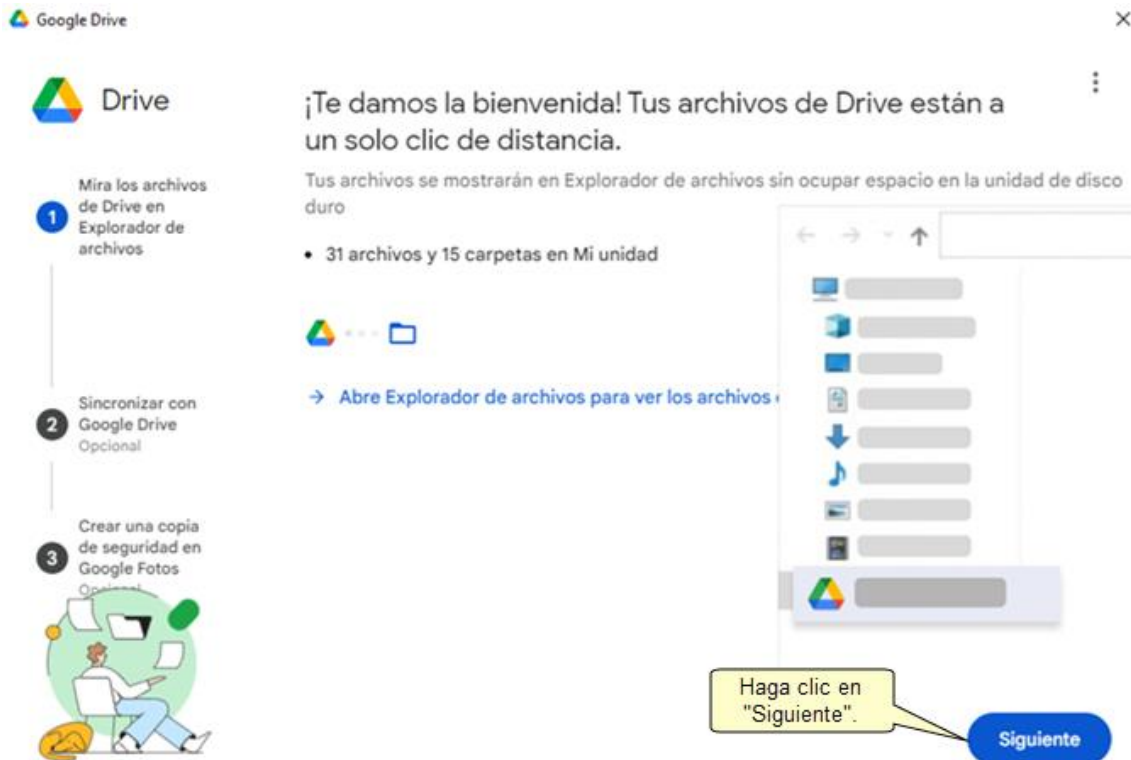 Google Drive
Drive
¡Te damos la bienvenida! Tus archivos de Drive están a
un solo clic de distancia.
Tus archivos se mostrarán en Explorador de archivos sin ocupar espacio en la unidad de disco
duro
• 31 archivos y 15 carpetas en Mi unidad
→ Abre Explorador de archivos para ver los archivos
1
Mira los archivos
de Drive en
Explorador de
archivos
2
Sincronizar con
Google Drive
Opcional
3
Crear una copia
de seguridad en
Google Fotos
Opcional
Haga clic en
"Siguiente".
Siguiente